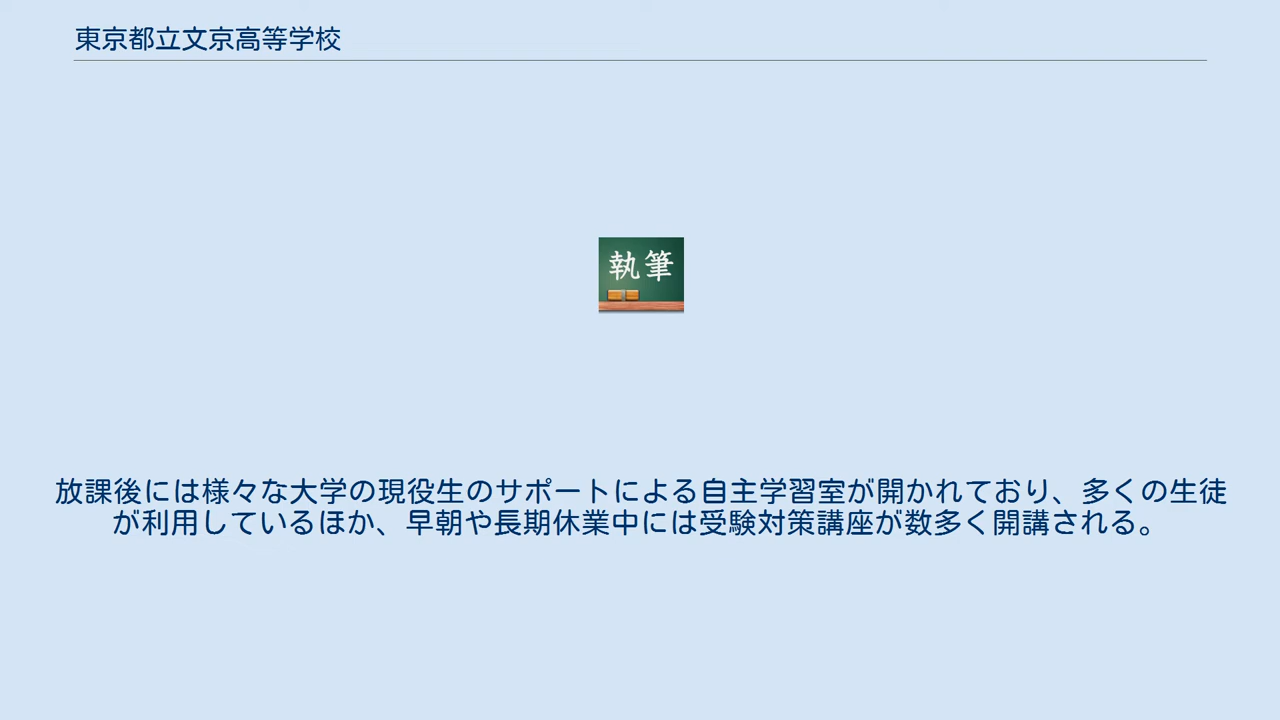 東京都立文京高等学校
執筆
放課後には様々な大学の現役生のサポートによる自主学習室が開かれており、多くの生徒
が利用しているほか、早朝や長期休業中には受験対策講座が数多く開講される。